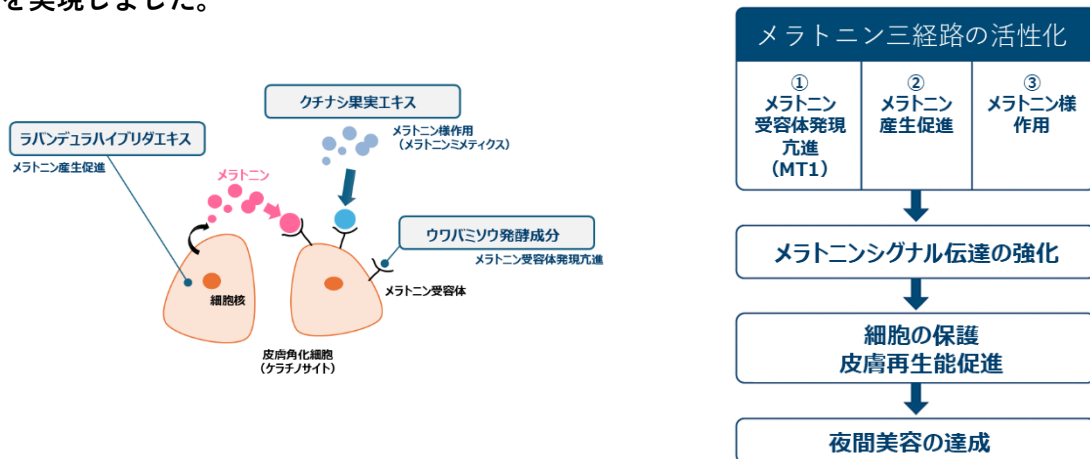 を実現しました。
クチナシ果実エキス
メラトニン様作用
（メラトニンミメティクス）
ラバンデュラハイブリダエキス
メラトニン産生促進
メラトニン
ウワバミソウ発酵成分
メラトニン受容体発現亢進
メラトニン受容体
細胞核
皮膚角化細胞
（ケラチノサイト）
メラトニン三経路の活性化
①
メラトニン
受容体発現
亢進
（MT1）
②
メラトニン
産生促進
③
メラトニン様
作用
メラトニンシグナル伝達の強化
細胞の保護
皮膚再生能促進
夜間美容の達成